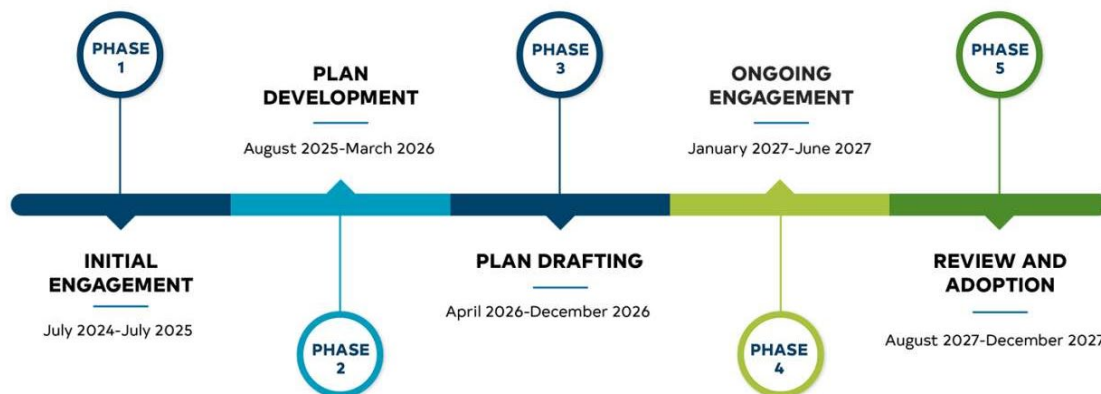 PHASE
1
INITIAL
ENGAGEMENT
July 2024-July 2025
PLAN
DEVELOPMENT
August 2025-March 2026
PHASE
2
PHASE
3
PLAN DRAFTING
April 2026-December 2026
ONGOING
ENGAGEMENT
January 2027-June 2027
PHASE
4
PHASE
5
REVIEW AND
ADOPTION
August 2027-December 2027